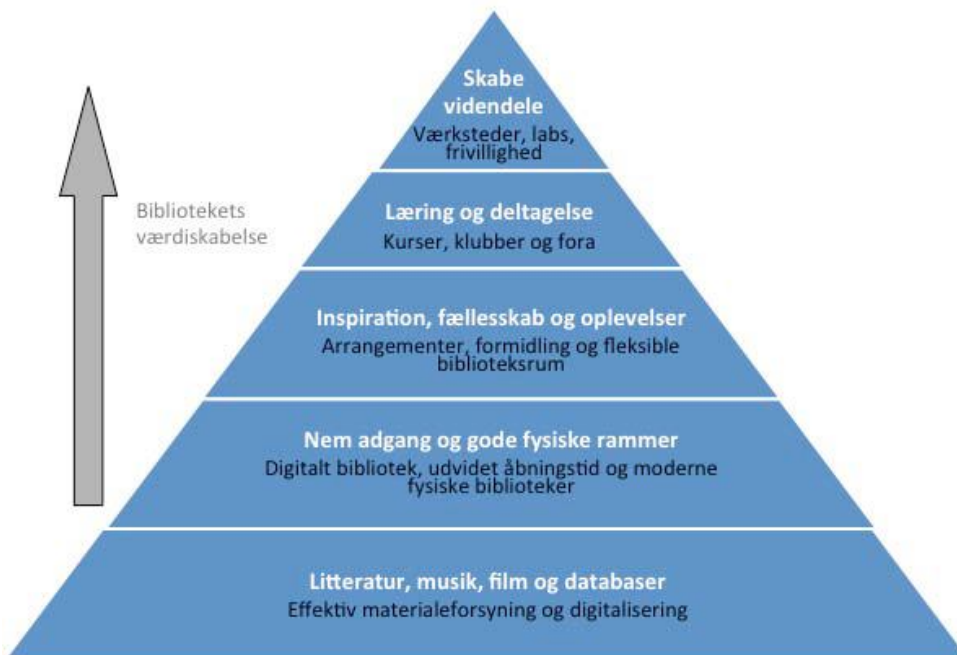 Skabe
videndele
Værksteder, labs,
frivillighed
Bibliotekets
værdiskabelse
Læring og deltagelse
Kurser, klubber og fora
Inspiration, fællesskab og oplevelser
Arrangementer, formidling og fleksible
biblioteksrum
Nem adgang og gode fysiske rammer
Digitalt bibliotek, udvidet åbningstid og moderne
fysiske biblioteker
Litteratur, musik, film og databaser
Effektiv materialeforsyning og digitalisering